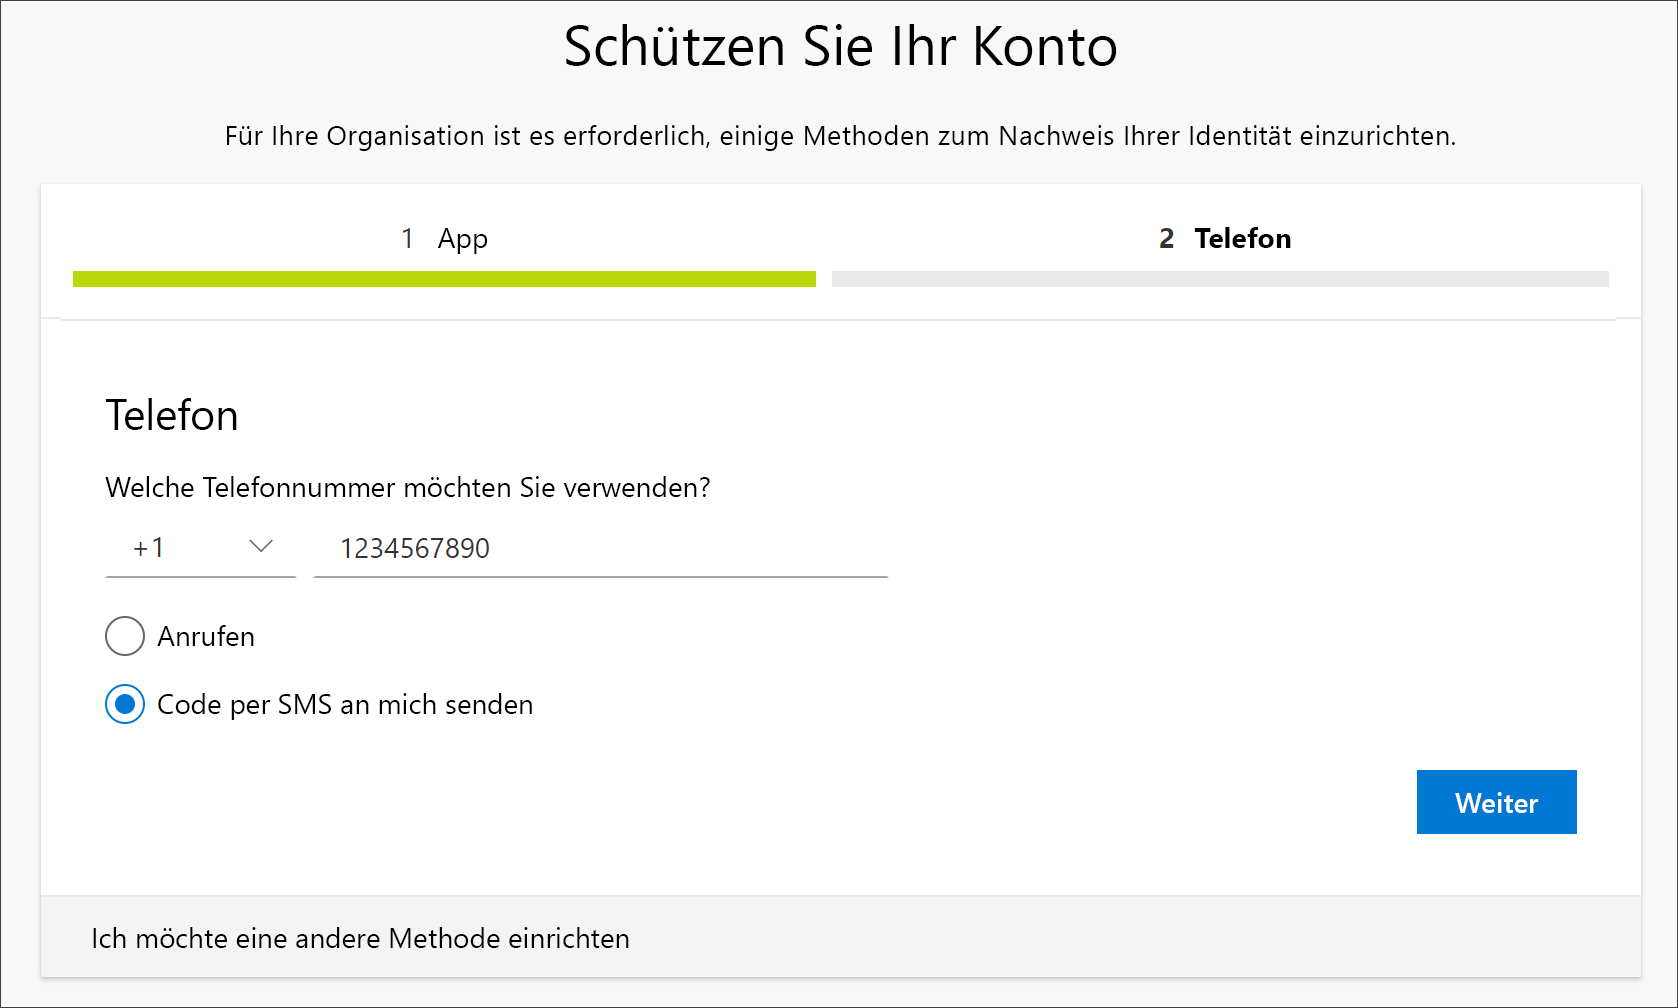 Schützen Sie Ihr Konto
Für Ihre Organisation ist es erforderlich, einige Methoden zum Nachweis Ihrer Identität einzurichten.
1 App
2 Telefon
Telefon
Welche Telefonnummer möchten Sie verwenden?
+1 1234567890
Anrufen
Code per SMS an mich senden
Weiter
Ich möchte eine andere Methode einrichten